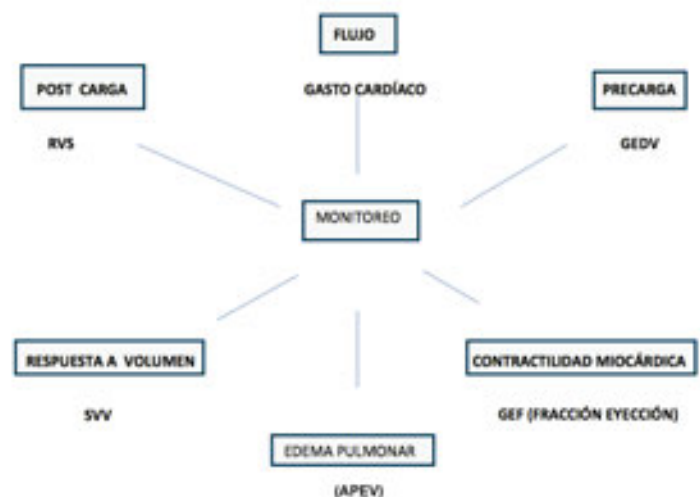 FLUJO
POST CARGA
GASTO CARDÍACO
PRECARGA
RVS
GEDV
MONITOREO
RESPUESTA A VOLUMEN
CONTRACTILIDAD MIOCÁRDICA
SVV
GEF (FRACCIÓN EYECCIÓN)
EDEMA PULMONAR
(APEV)